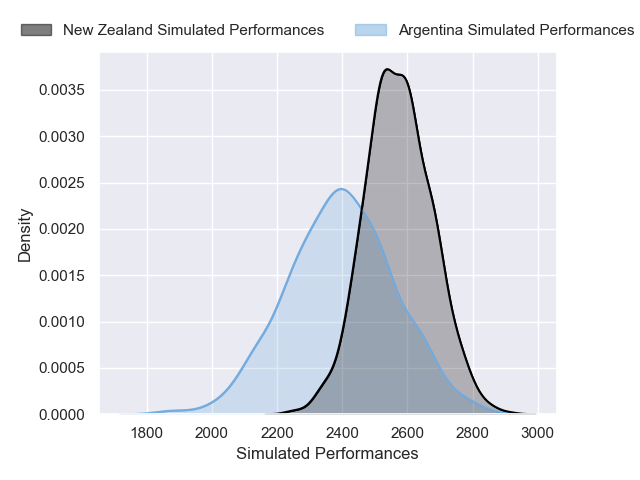 New Zealand Simulated Performances
Argentina Simulated Performances
0.0035
0.0030
0.0025
0.0020
0.0015
0.0010
0.0005
0.0000
Density
1800 2000 2200 2400 2600 2800 3000
Simulated Performances